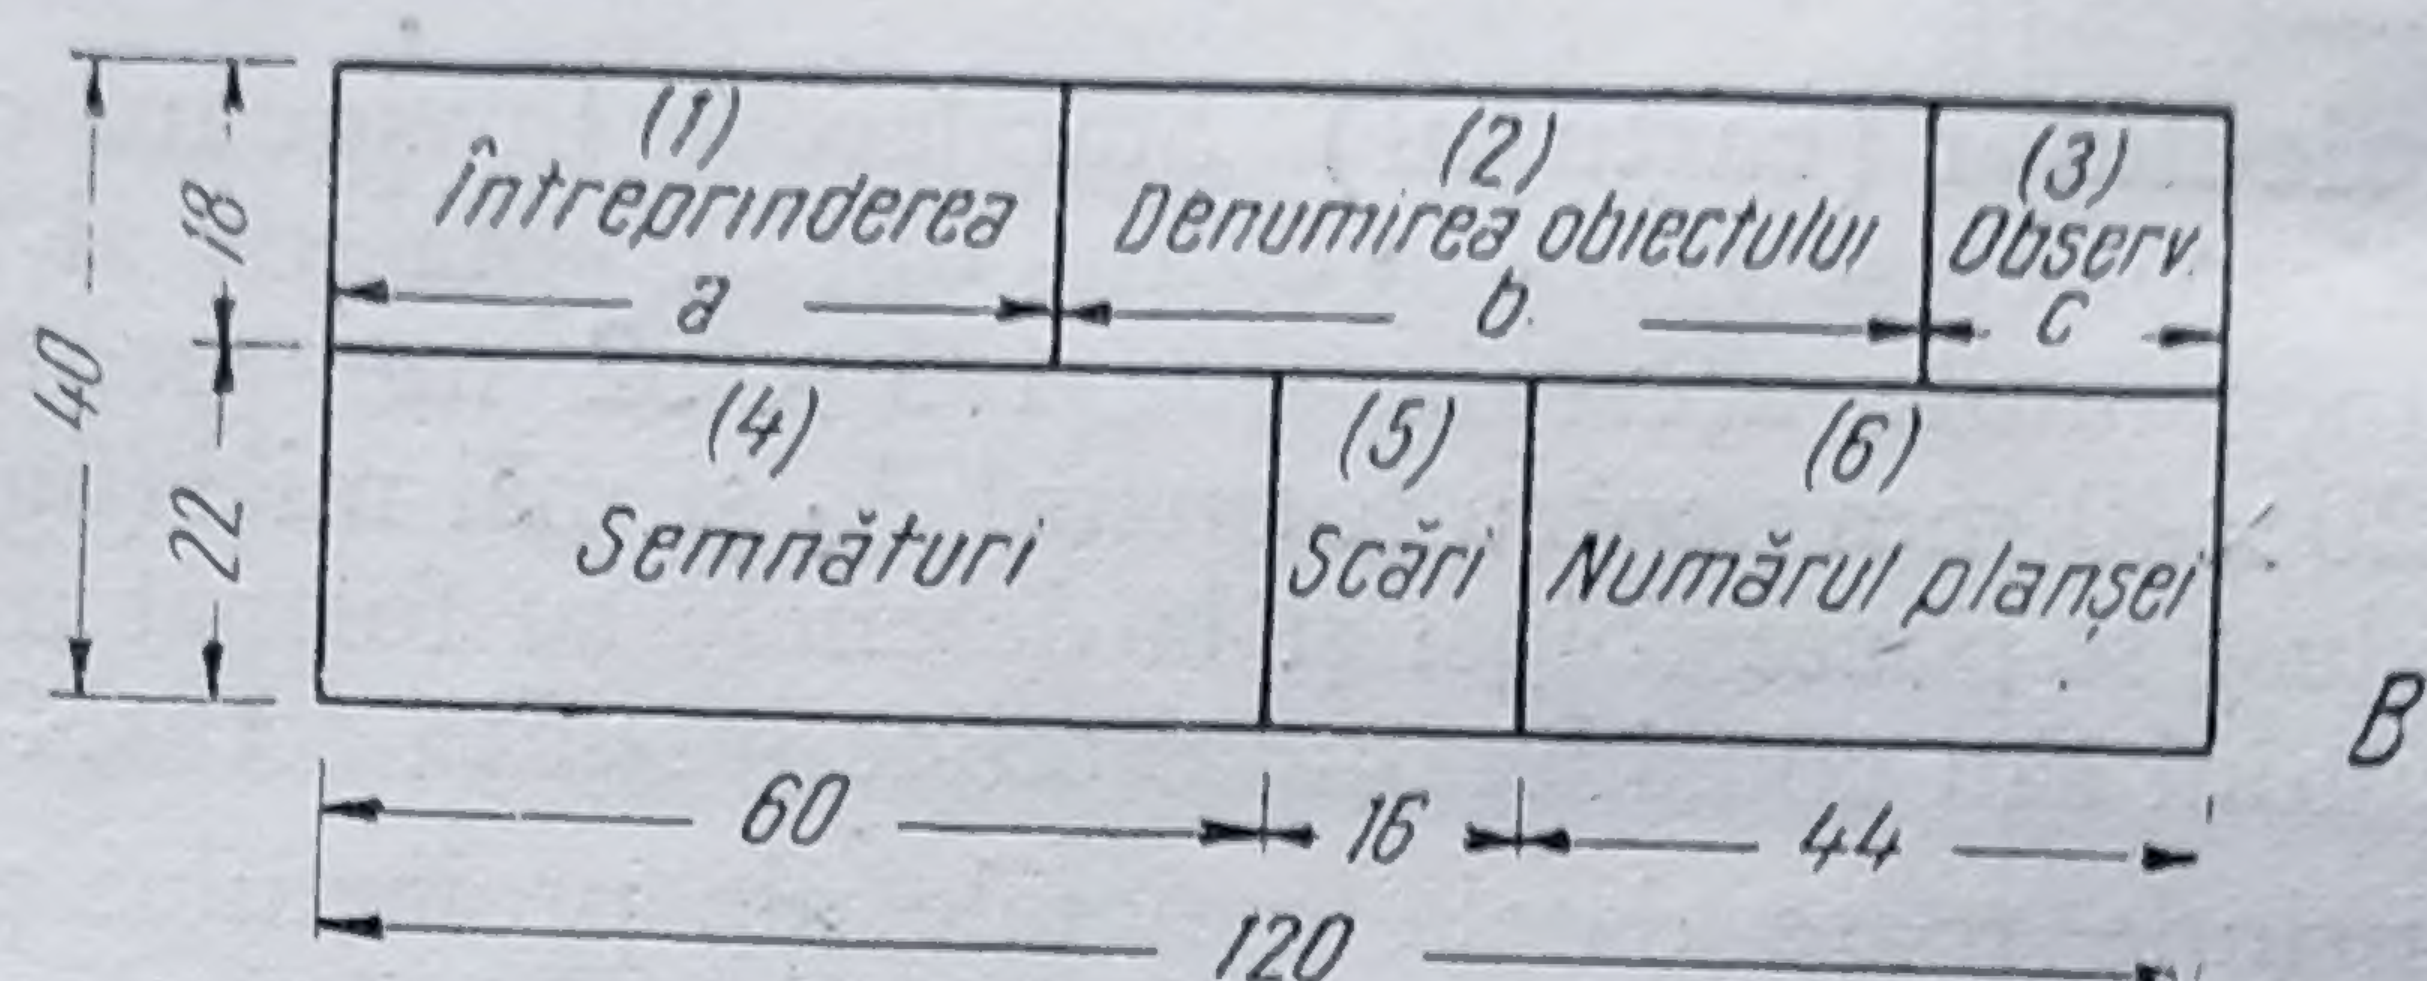 (1)
Întreprinderea
a
(2)
Denumirea obiectului
b
(3)
Observ.
c
40
18
22
(4)
Semnături
(5)
Scări
(6)
Numărul planșei
B
60
16
44
120